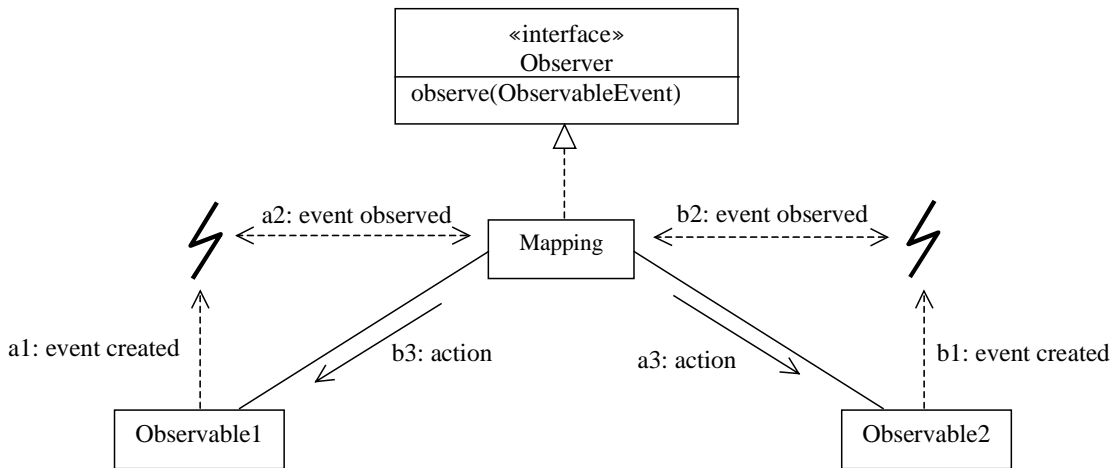 «interface»
Observer
observe(ObservableEvent)
a2: event observed
b2: event observed
Mapping
a1: event created
b3: action
a3: action
b1: event created
Observable1
Observable2